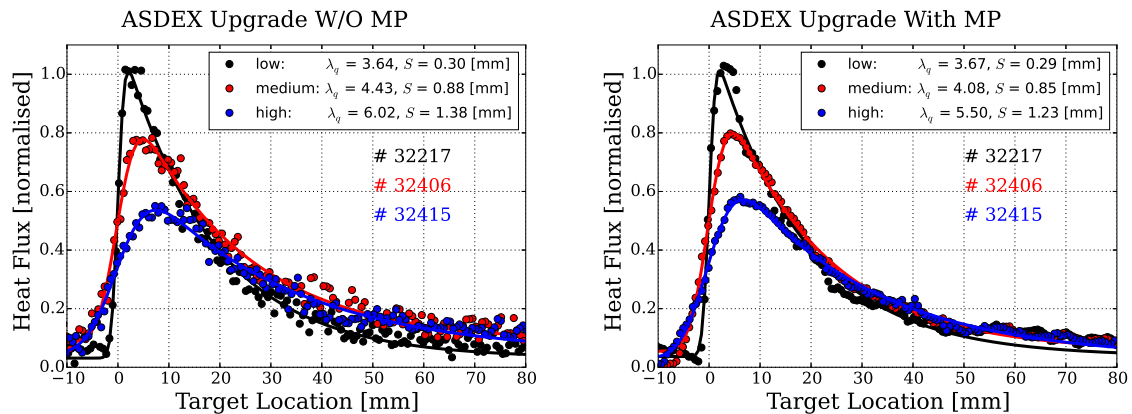 ASDEX Upgrade W/O MP
Heat Flux [normalised]
1.0
0.8
0.6
0.4
0.2
0.0
low: λq = 3.64, S = 0.30 [mm]
medium: λq = 4.43, S = 0.88 [mm]
high: λq = 6.02, S = 1.38 [mm]
# 32217
# 32406
# 32415
−10 0 10 20 30 40 50 60 70 80
Target Location [mm]
ASDEX Upgrade With MP
Heat Flux [normalised]
1.0
0.8
0.6
0.4
0.2
0.0
low: λq = 3.67, S = 0.29 [mm]
medium: λq = 4.08, S = 0.85 [mm]
high: λq = 5.50, S = 1.23 [mm]
# 32217
# 32406
# 32415
−10 0 10 20 30 40 50 60 70 80
Target Location [mm]